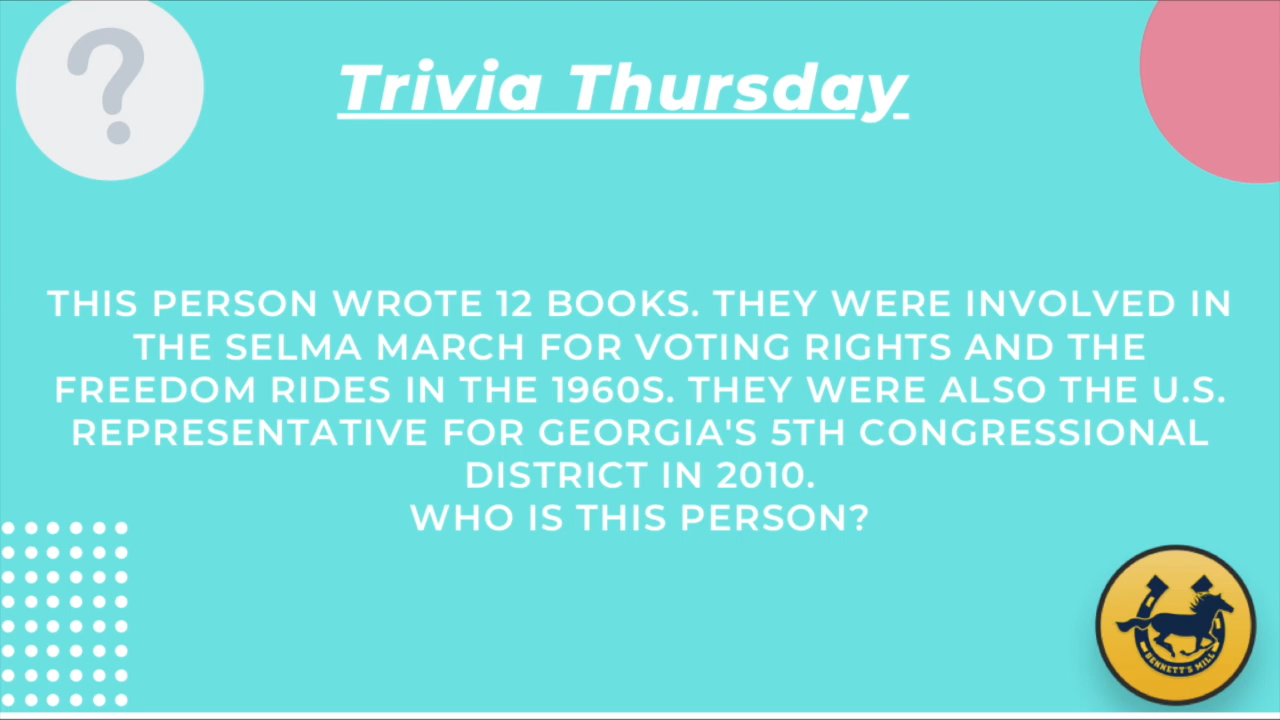 ?
Trivia Thursday
THIS PERSON WROTE 12 BOOKS. THEY WERE INVOLVED IN
THE SELMA MARCH FOR VOTING RIGHTS AND THE
FREEDOM RIDES IN THE 1960S. THEY WERE ALSO THE U.S.
REPRESENTATIVE FOR GEORGIA'S 5TH CONGRESSIONAL
DISTRICT IN 2010.
WHO IS THIS PERSON?
BENNETT'S MILL